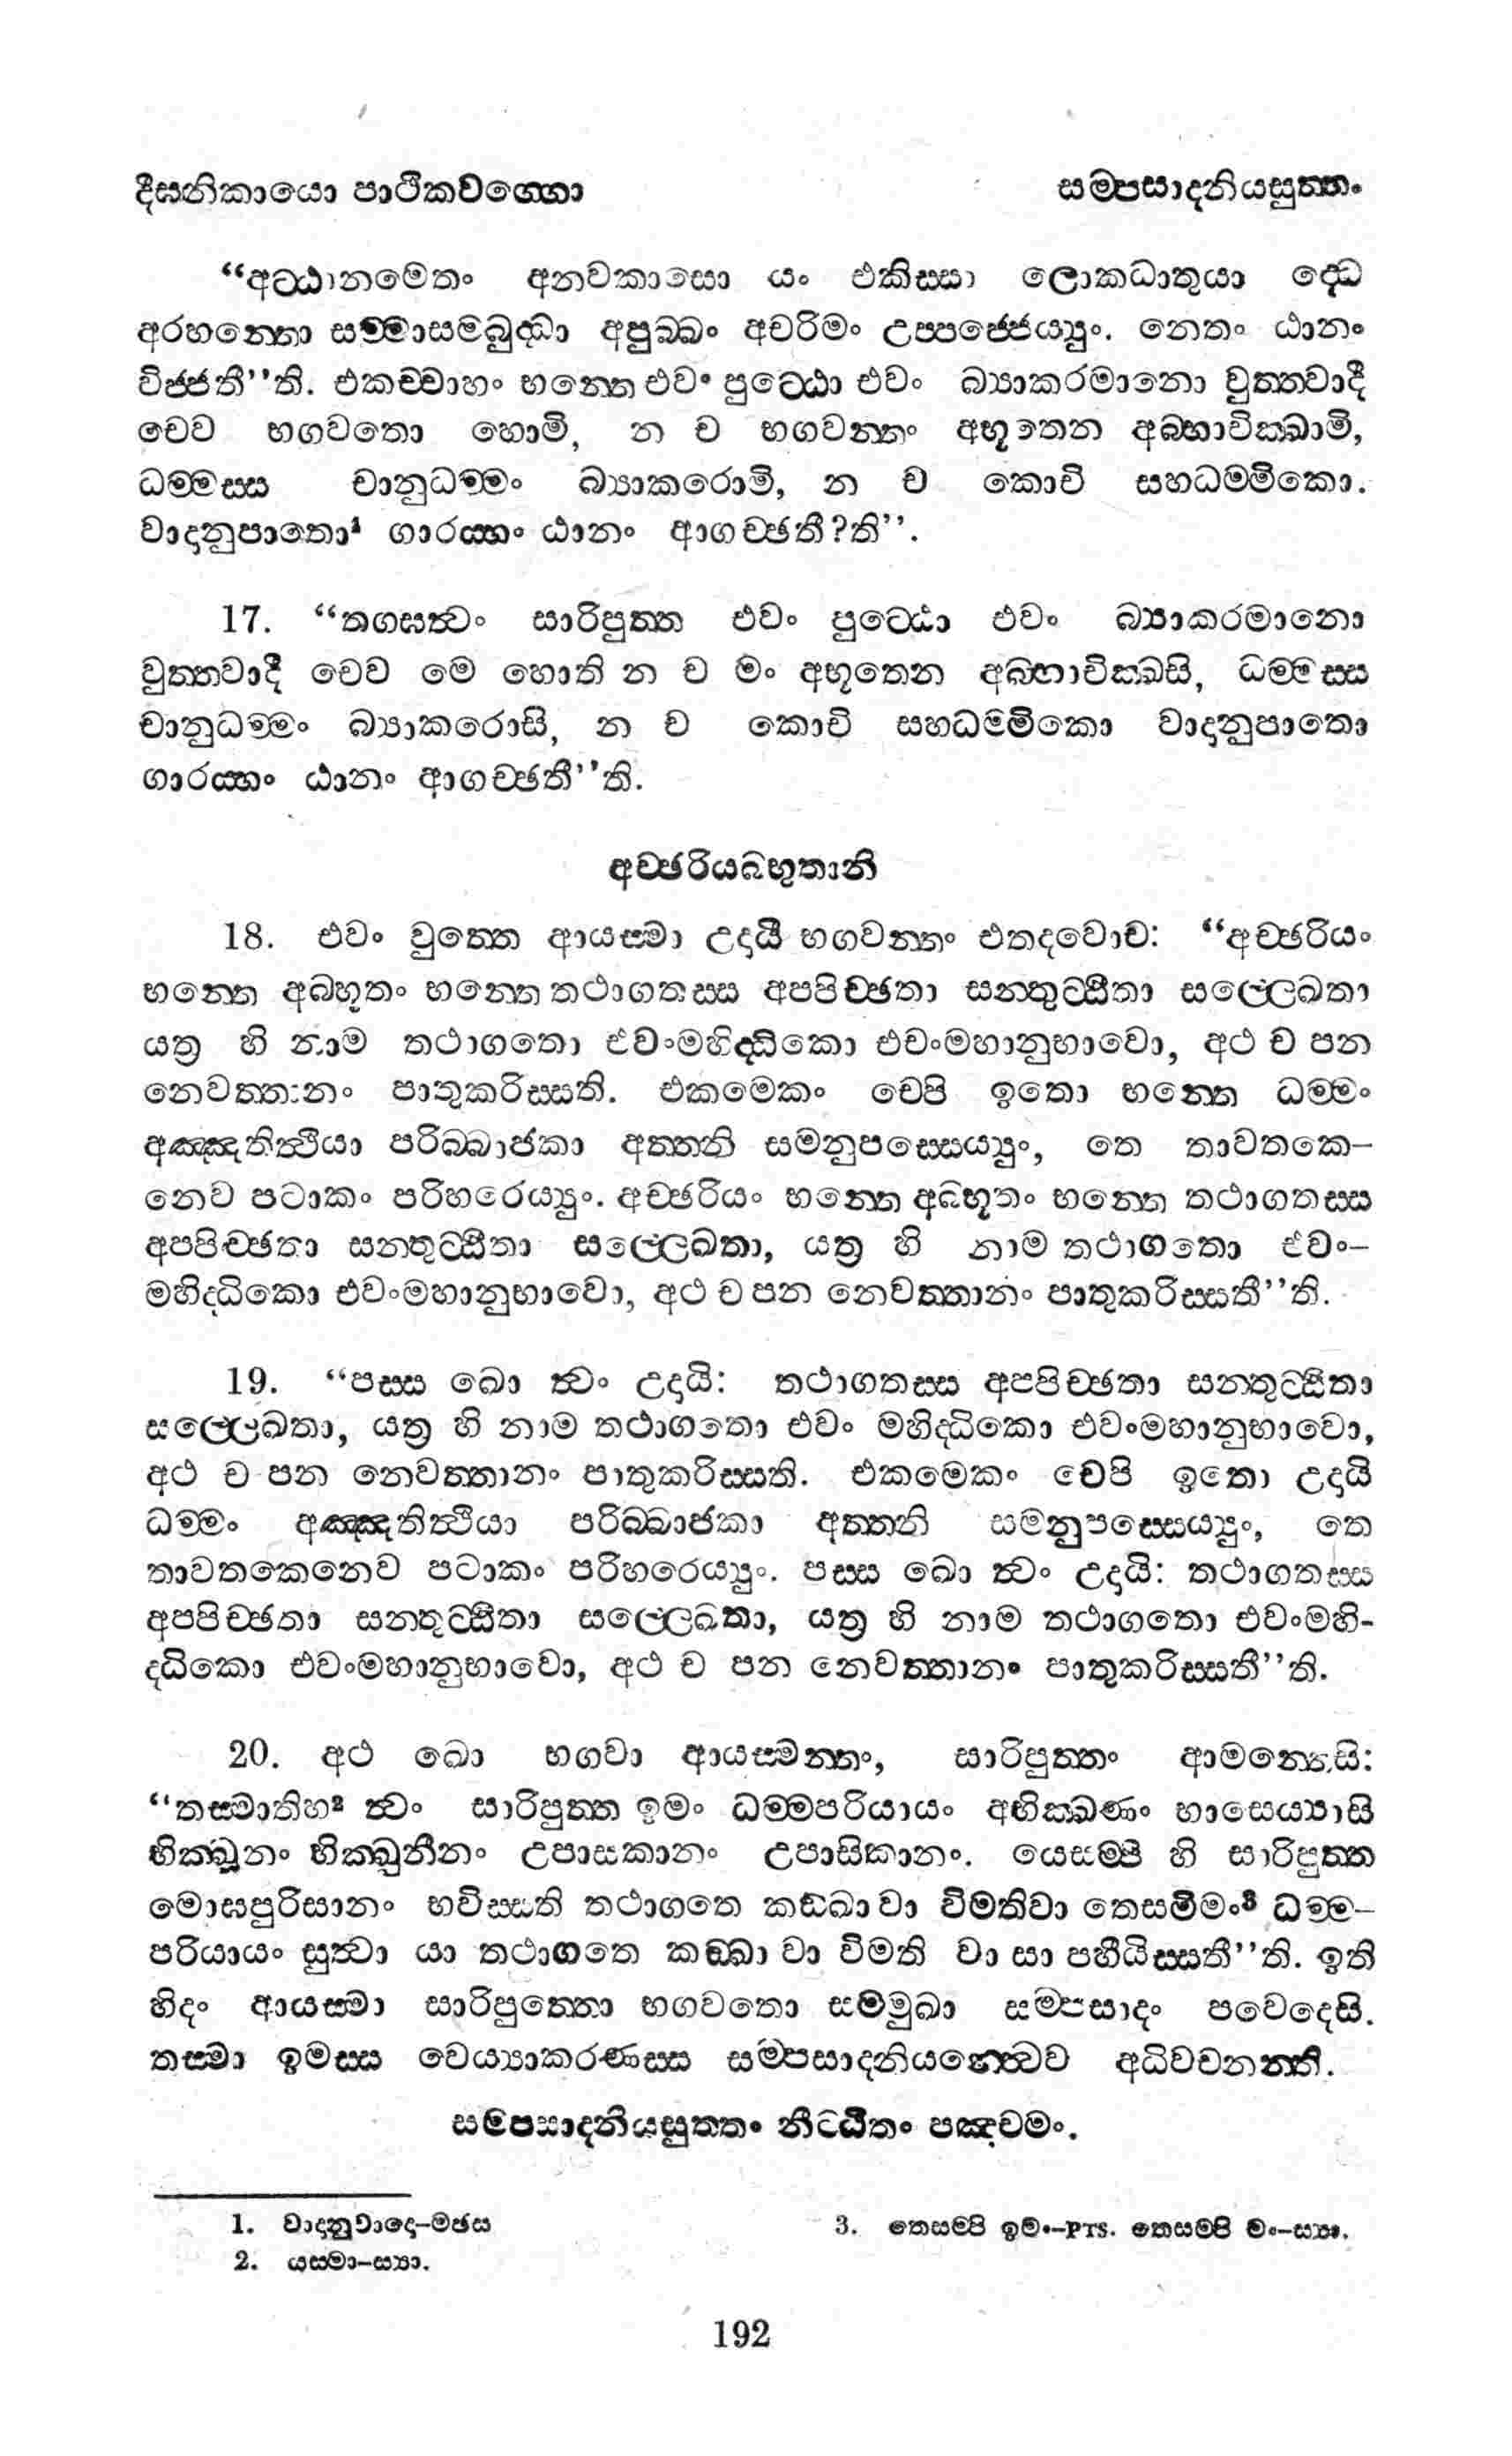 දීඝනිකායො පාථිකවග්ගො
සම්පසාදනියසුත්තං
“අට්ඨානමෙතං අනවකාසො යං එකිස්සා ලොකධාතුයා ද්වෙ
අරහන්තො සම්මාසම්බුද්ධා අපුබ්බං අචරිමං උප්පජ්ජෙය්‍යුං. නෙතං ඨානං
විජ්ජතී’’ති. එකච්චාහං භන්තෙ එවං පුට්ඨො එවං බ්‍යාකරමානො වුත්තවාදී
චෙව භගවතො හොමි, න ච භගවන්තං අභූතෙන අබ්භාචික්ඛාමි,
ධම්මස්ස චානුධම්මං බ්‍යාකරොමි, න ච කොචි සහධම්මිකො.
වාදානුපාතො¹ ගාරය්හං ඨානං ආගච්ඡතී?ති’’.
17. “තග්ඝත්වං සාරිපුත්ත එවං පුට්ඨො එවං බ්‍යාකරමානො
වුත්තවාදී චෙව මෙ හොති න ච මං අභූතෙන අබ්භාචික්ඛසි, ධම්මස්ස
චානුධම්මං බ්‍යාකරොසි, න ච කොචි සහධම්මිකො වාදානුපාතො
ගාරය්හං ඨානං ආගච්ඡතී’’ති.
අච්ඡරියබ්භුතානි
18. එවං වුත්තෙ ආයස්මා උදායී භගවන්තං එතදවොච: “අච්ඡරියං
භන්තෙ අබ්භූතං භන්තෙ තථාගතස්ස අප්පිච්ඡතා සන්තුට්ඨිතා සල්ලෙඛතා
යත්‍ර හි නාම තථාගතො එවංමහිද්ධිකො එවංමහානුභාවො, අථ ච පන
නෙවත්තානං පාතුකරිස්සති. එකමෙකං චෙපි ඉතො භන්තෙ ධම්මං
අඤ්ඤතිත්ථියා පරිබ්බාජකා අත්තනි සමනුපස්සෙය්‍යුං, තෙ තාවතකෙ–
නෙව පටාකං පරිහරෙය්‍යුං. අච්ඡරියං භන්තෙ අබ්භූතං භන්තෙ තථාගතස්ස
අප්පිච්ඡතා සන්තුට්ඨිතා සල්ලෙඛතා, යත්‍ර හි නාම තථාගතො එවං–
මහිද්ධිකො එවංමහානුභාවො, අථ ච පන නෙවත්තානං පාතුකරිස්සතී’’ති.
19. “පස්ස ඛො ත්වං උදායි: තථාගතස්ස අප්පිච්ඡතා සන්තුට්ඨිතා
සල්ලෙඛතා, යත්‍ර හි නාම තථාගතො එවං මහිද්ධිකො එවංමහානුභාවො,
අථ ච පන නෙවත්තානං පාතුකරිස්සති. එකමෙකං චෙපි ඉතො උදායි
ධම්මං අඤ්ඤතිත්ථියා පරිබ්බාජකා අත්තනි සමනුපස්සෙය්‍යුං, තෙ
තාවතකෙනෙව පටාකං පරිහරෙය්‍යුං. පස්ස ඛො ත්වං උදායි: තථාගතස්ස
අප්පිච්ඡතා සන්තුට්ඨිතා සල්ලෙඛතා, යත්‍ර හි නාම තථාගතො එවංමහි-
ද්ධිකො එවංමහානුභාවො, අථ ච පන නෙවත්තානං පාතුකරිස්සතී’’ති.
20. අථ ඛො භගවා ආයස්මන්තං, සාරිපුත්තං ආමන්තෙසි:
“තස්මාතිහ² ත්වං සාරිපුත්ත ඉමං ධම්මපරියායං අභික්ඛණං භාසෙය්‍යාසි
භික්ඛූනං භික්ඛුනීනං උපාසකානං උපාසිකානං. යෙසම්පි හි සාරිපුත්ත
මොඝපුරිසානං භවිස්සති තථාගතෙ කඞ්ඛා වා විමතිවා තෙසමිමං³ ධම්ම–
පරියායං සුත්වා යා තථාගතෙ කඞ්ඛා වා විමති වා සා පහීයිස්සතී’’ති. ඉති
හිදං ආයස්මා සාරිපුත්තො භගවතො සම්මුඛා සම්පසාදං පවෙදෙසි.
තස්මා ඉමස්ස වෙය්‍යාකරණස්ස සම්පසාදනියන්ත්වෙව අධිවචනන්ති.
සම්පසාදනියසුත්තං නිට්ඨිතං පඤ්චමං.
1. වාදානුවාදො–මඡස
2. යස්මා–ස්‍යා.
3. තෙසම්පි ඉමං–PTS. තෙසම්පි මං–ස්‍යා.
192